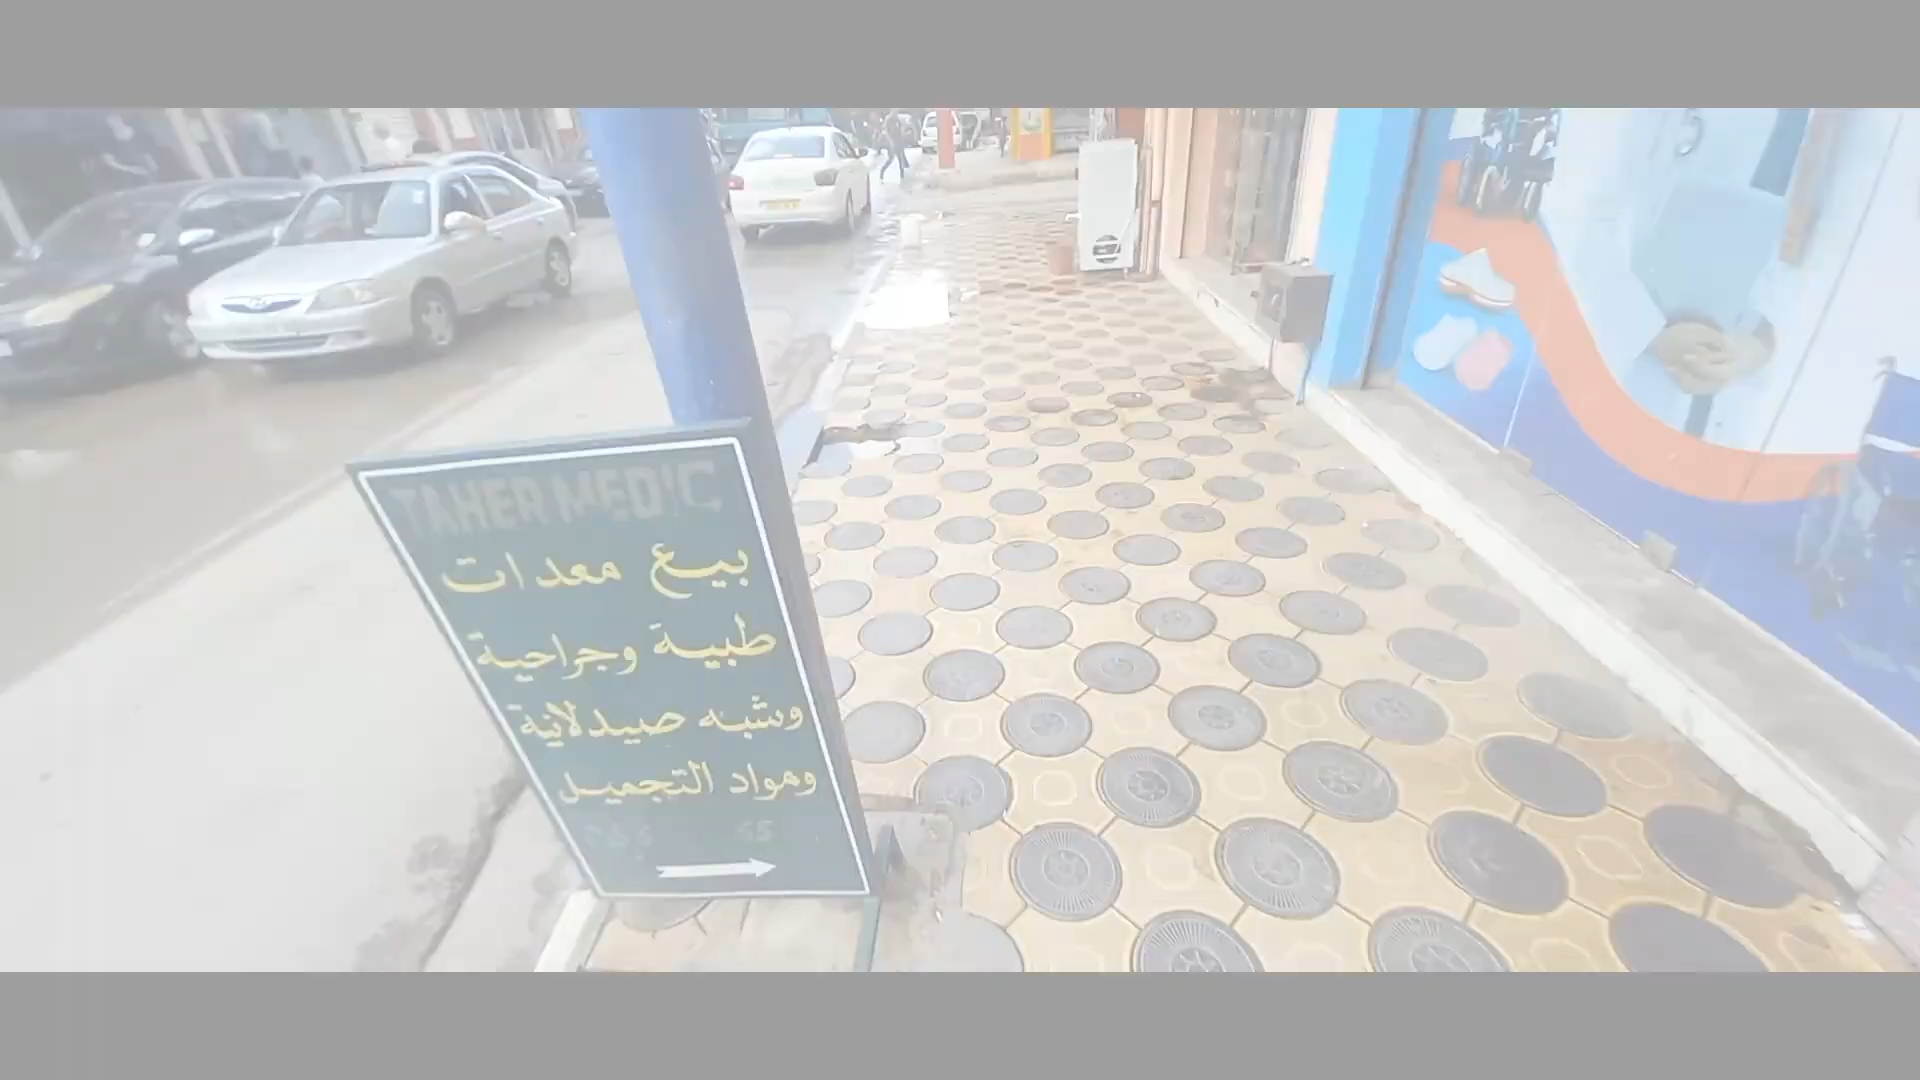 TAHER MEDIC
بيع معدات
طبية وجراحية
وشبه صيدلانية
ومواد التجميل